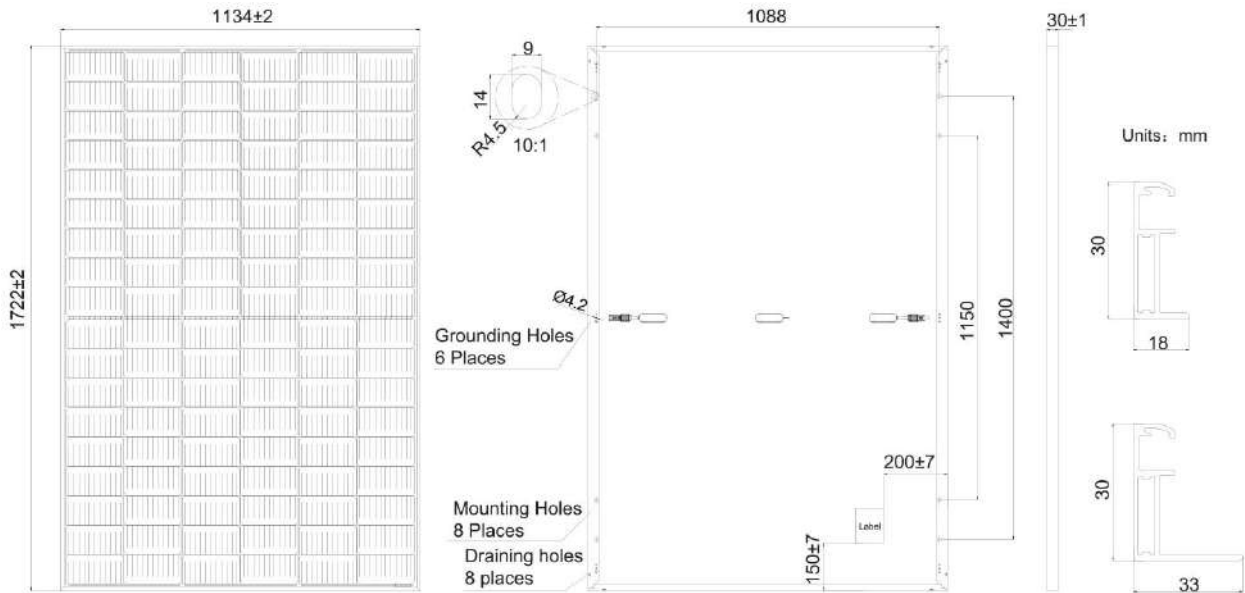 1134±2
1722±2
1088
9
14
R4.5
10:1
30±1
Units: mm
30
18
1150
1400
Ø4.2
Grounding Holes
6 Places
Mounting Holes
8 Places
Draining holes
8 places
200±7
Label
150±7
30
33